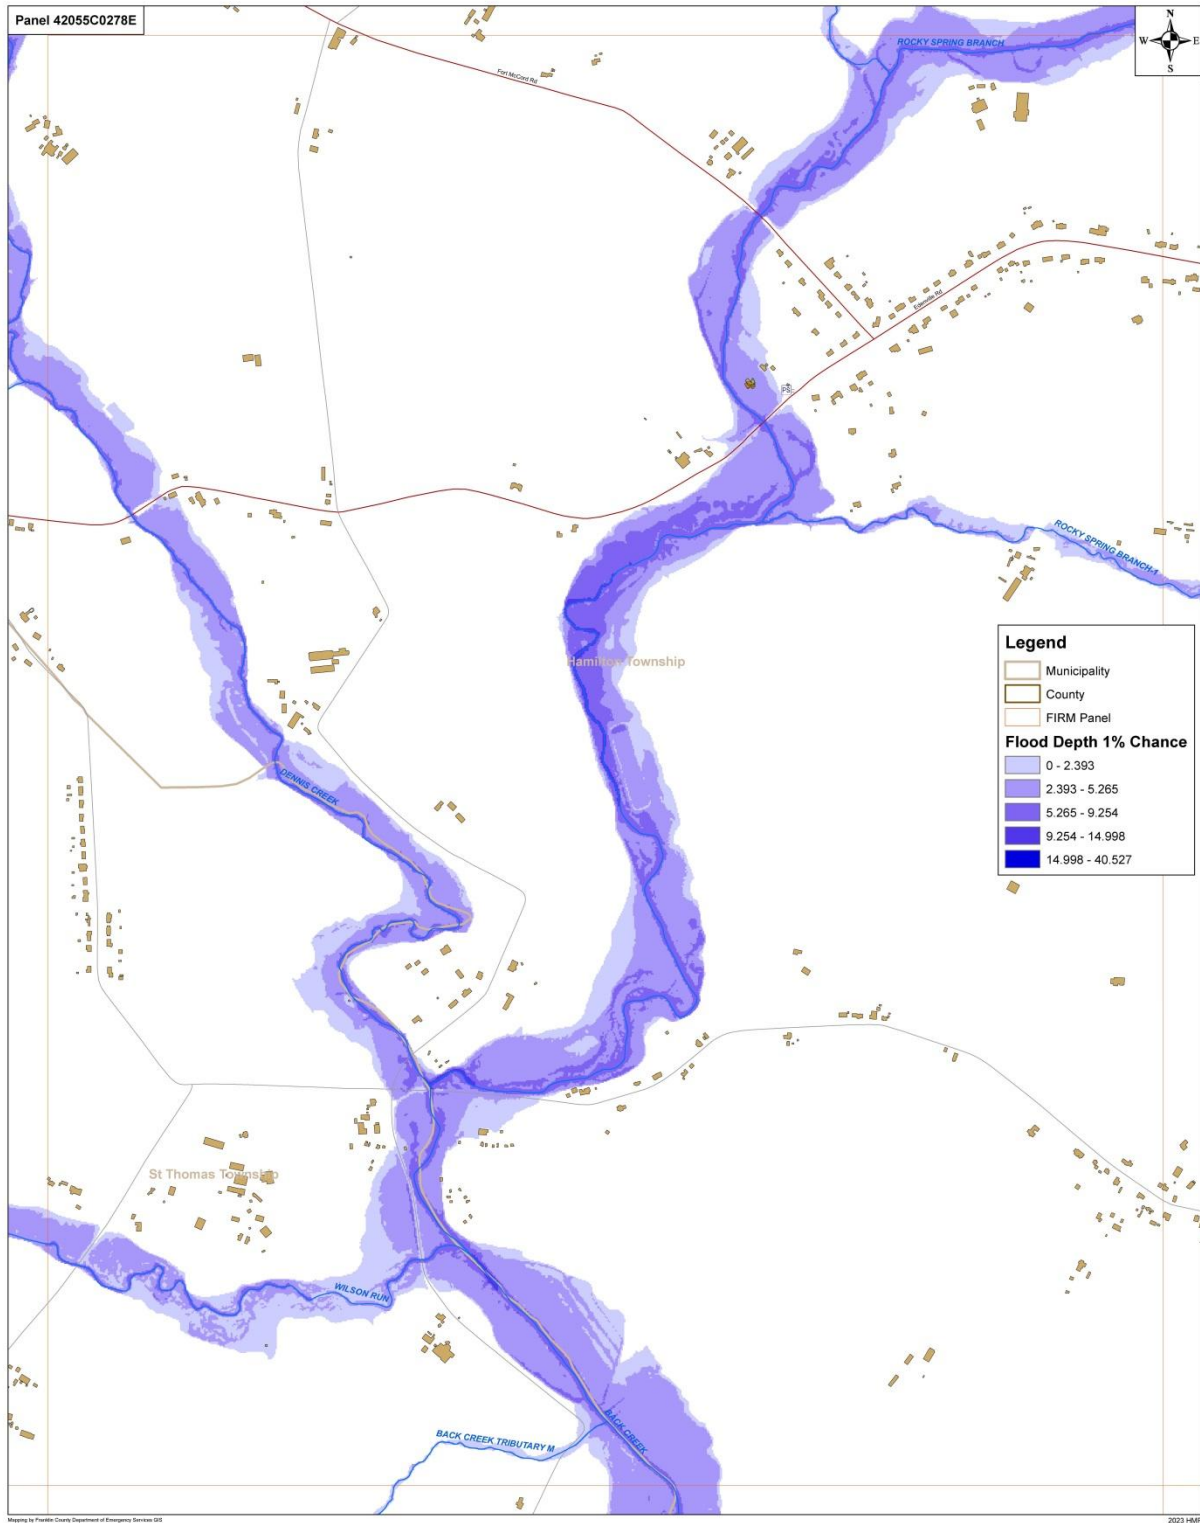 Panel 42055C0278E
N
W E
S
ROCKY SPRING BRANCH
Fort McCord Rd
Edenville Rd
PS
ROCKY SPRING BRANCH-1
Hamilton Township
Legend
Municipality
County
FIRM Panel
Flood Depth 1% Chance
0 - 2.393
2.393 - 5.265
5.265 - 9.254
9.254 - 14.998
14.998 - 40.527
DENNIS CREEK
St Thomas Township
WILSON RUN
BACK CREEK
BACK CREEK TRIBUTARY M
Mapping by Franklin County Department of Emergency Services GIS
2023 HMP